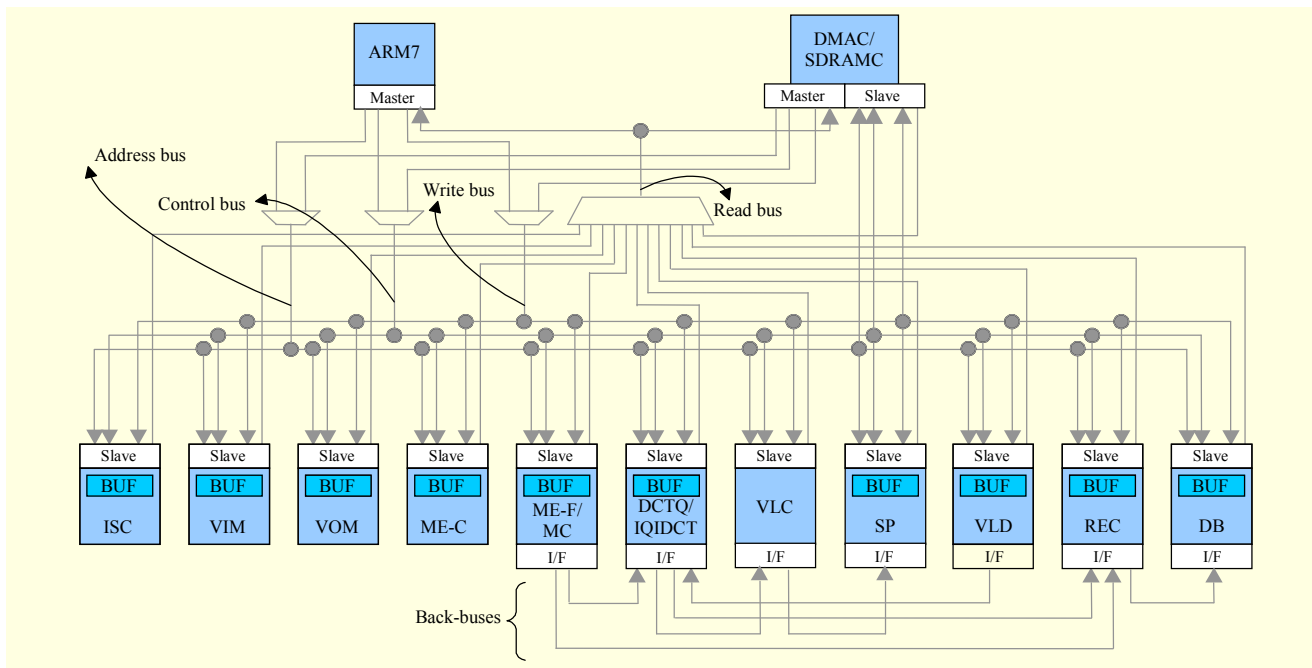 ARM7
Master
DMAC/
SDRAMC
Master
Slave
Address bus
Control bus
Write bus
Read bus
Slave
BUF
ISC
Slave
BUF
VIM
Slave
BUF
VOM
Slave
BUF
ME-C
Slave
BUF
ME-F/
MC
I/F
Slave
BUF
DCTQ/
IQIDCT
I/F
Slave
VLC
I/F
Slave
BUF
SP
I/F
Slave
BUF
VLD
I/F
Slave
BUF
REC
I/F
Slave
BUF
DB
I/F
Back-buses